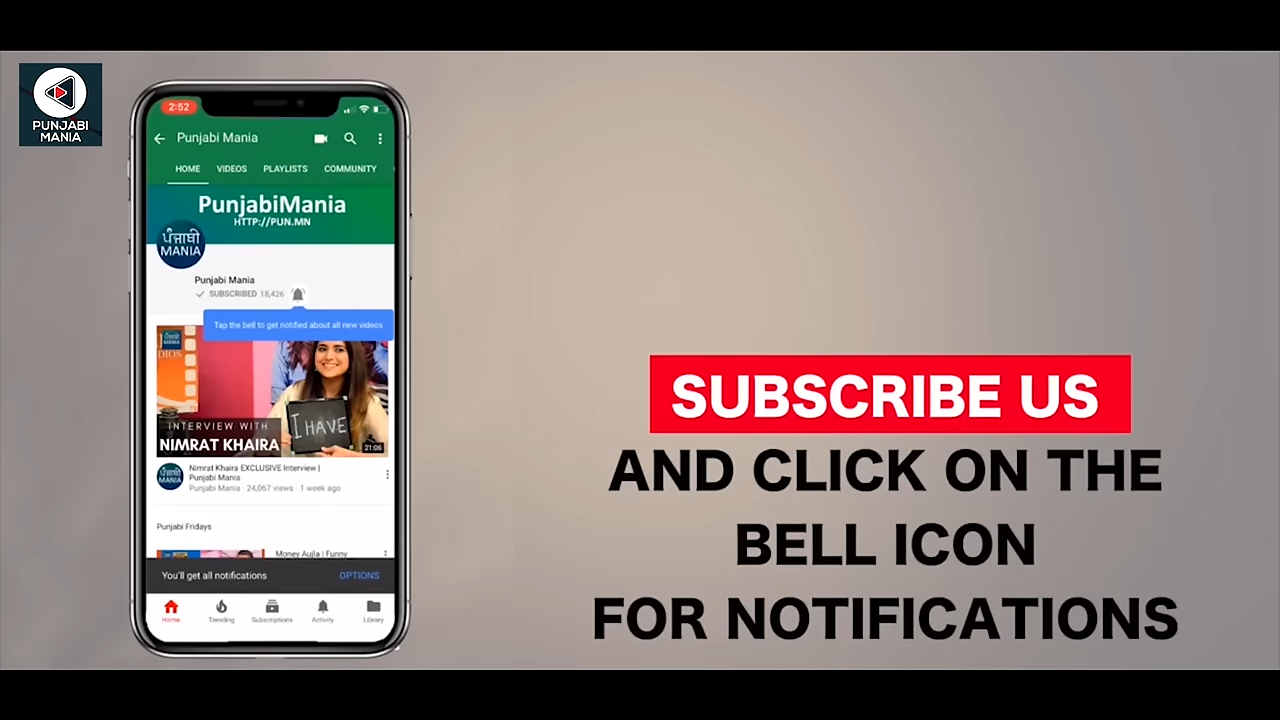 PUNJABI
MANIA
2:52
Punjabi Mania
HOME VIDEOS PLAYLISTS COMMUNITY
PunjabiMania
HTTP://PUN.MN
ਪੰਜਾਬੀ
MANIA
Punjabi Mania
SUBSCRIBED 18,426
Tap the bell to get notified about all new videos
DIOS
I HAVE
INTERVIEW WITH
NIMRAT KHAIRA
21:05
ਪੰਜਾਬੀ
MANIA
Nimrat Khaira EXCLUSIVE Interview |
Punjabi Mania
Punjabi Mania · 24,067 views · 1 week ago
Punjabi Fridays
Money Aujla | Funny
You'll get all notifications OPTIONS
Home Trending Subscriptions Activity Library
SUBSCRIBE US
AND CLICK ON THE
BELL ICON
FOR NOTIFICATIONS